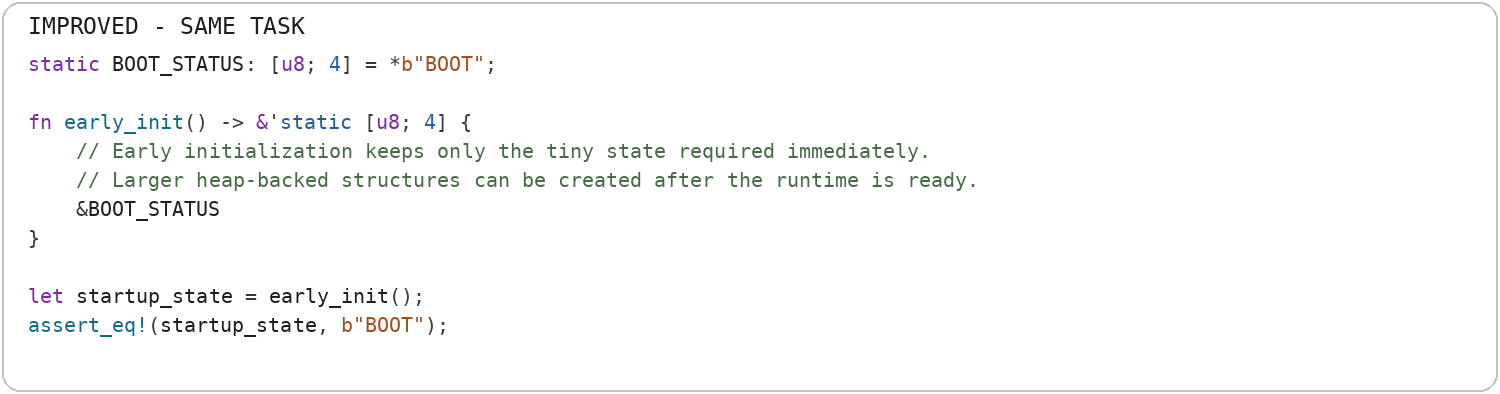 IMPROVED - SAME TASK
static BOOT_STATUS: [u8; 4] = *b"BOOT";

fn early_init() -> &'static [u8; 4] {
    // Early initialization keeps only the tiny state required immediately.
    // Larger heap-backed structures can be created after the runtime is ready.
    &BOOT_STATUS
}

let startup_state = early_init();
assert_eq!(startup_state, b"BOOT");